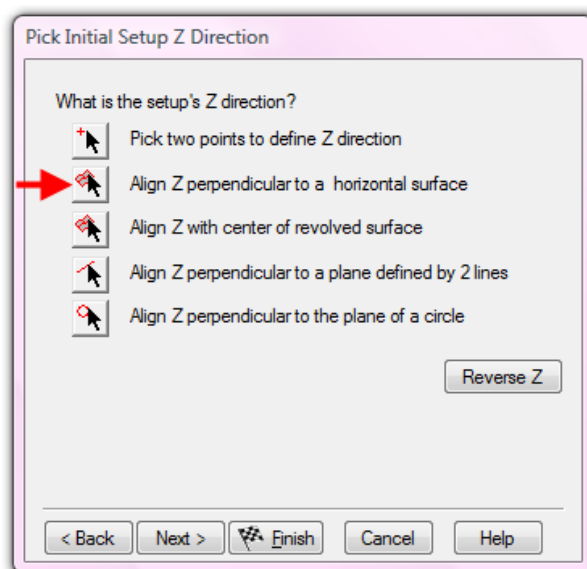 Pick Initial Setup Z Direction
What is the setup's Z direction?
Pick two points to define Z direction
Align Z perpendicular to a horizontal surface
Align Z with center of revolved surface
Align Z perpendicular to a plane defined by 2 lines
Align Z perpendicular to the plane of a circle
Reverse Z
< Back Next > Finish Cancel Help